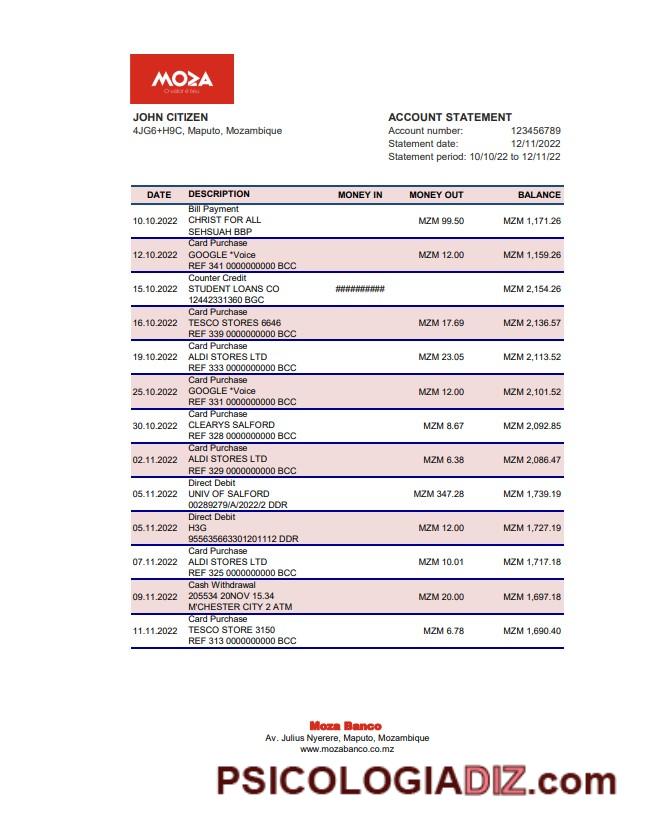 MOZA
O valor é seu.
JOHN CITIZEN
4JG6+H9C, Maputo, Mozambique
ACCOUNT STATEMENT
Account number: 123456789
Statement date: 12/11/2022
Statement period: 10/10/22 to 12/11/22
DATE DESCRIPTION MONEY IN MONEY OUT BALANCE
Bill Payment
10.10.2022 CHRIST FOR ALL MZM 99.50 MZM 1,171.26
SEHSUAH BBP
Card Purchase
12.10.2022 GOOGLE *Voice MZM 12.00 MZM 1,159.26
REF 341 0000000000 BCC
Counter Credit
15.10.2022 STUDENT LOANS CO ########## MZM 2,154.26
12442331360 BGC
Card Purchase
16.10.2022 TESCO STORES 6646 MZM 17.69 MZM 2,136.57
REF 339 0000000000 BCC
Card Purchase
19.10.2022 ALDI STORES LTD MZM 23.05 MZM 2,113.52
REF 333 0000000000 BCC
Card Purchase
25.10.2022 GOOGLE *Voice MZM 12.00 MZM 2,101.52
REF 331 0000000000 BCC
Card Purchase
30.10.2022 CLEARYS SALFORD MZM 8.67 MZM 2,092.85
REF 328 0000000000 BCC
Card Purchase
02.11.2022 ALDI STORES LTD MZM 6.38 MZM 2,086.47
REF 329 0000000000 BCC
Direct Debit
05.11.2022 UNIV OF SALFORD MZM 347.28 MZM 1,739.19
00289279/A/2022/2 DDR
Direct Debit
05.11.2022 H3G MZM 12.00 MZM 1,727.19
955635663301201112 DDR
Card Purchase
07.11.2022 ALDI STORES LTD MZM 10.01 MZM 1,717.18
REF 325 0000000000 BCC
Cash Withdrawal
09.11.2022 205534 20NOV 15.34 MZM 20.00 MZM 1,697.18
M'CHESTER CITY 2 ATM
Card Purchase
11.11.2022 TESCO STORE 3150 MZM 6.78 MZM 1,690.40
REF 313 0000000000 BCC
Moza Banco
Av. Julius Nyerere, Maputo, Mozambique
www.mozabanco.co.mz
PSICOLOGIADIZ.com